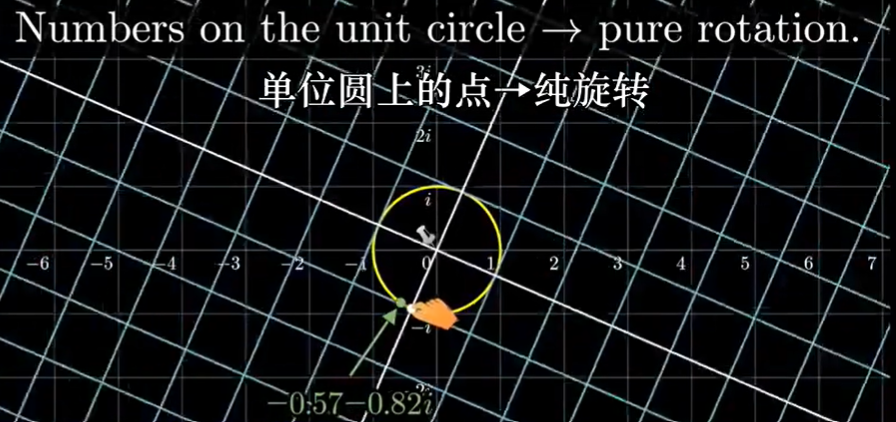 Numbers on the unit circle → pure rotation.
3i
单位圆上的点→纯旋转
2i
i
−6 −5 −4 −3 −2 −1 0 1 2 3 4 5 6 7
−i
−2i
−0.57−0.82i